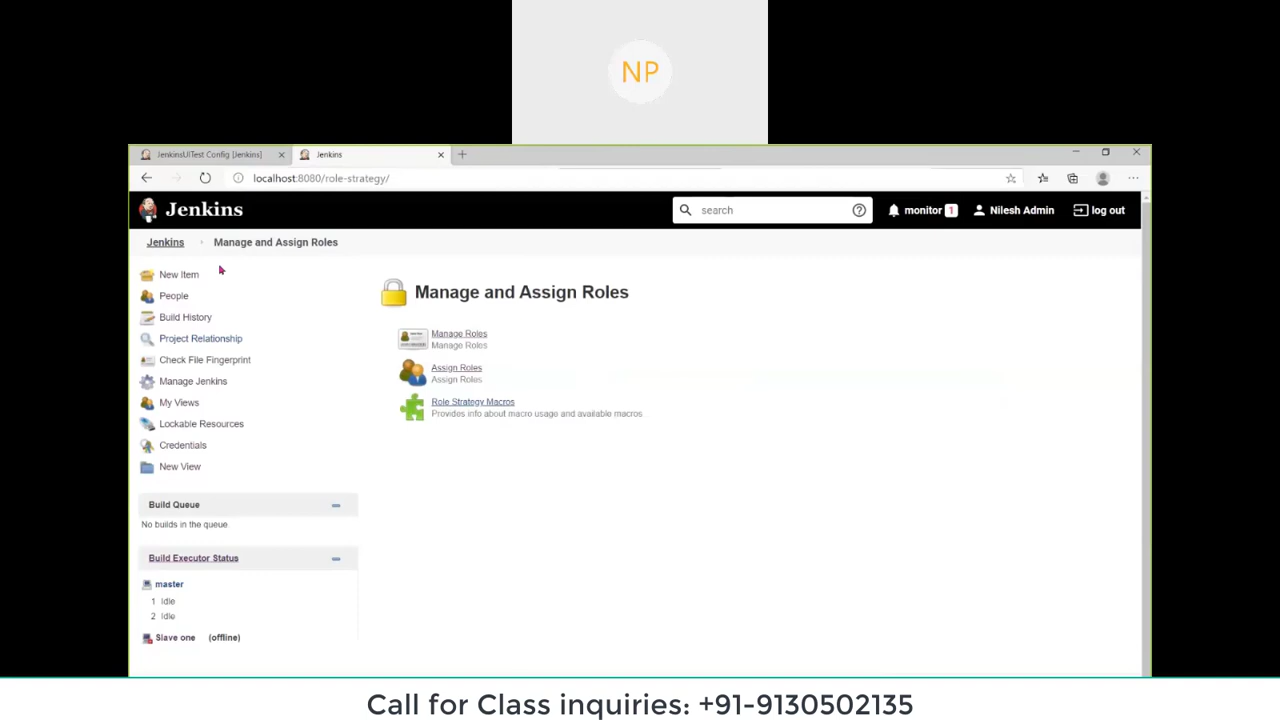 NP
JenkinsUITest Config [Jenkins]
Jenkins
localhost:8080/role-strategy/
Jenkins
search
monitor 1
Nilesh Admin
log out
Jenkins
Manage and Assign Roles
New Item
People
Build History
Project Relationship
Check File Fingerprint
Manage Jenkins
My Views
Lockable Resources
Credentials
New View
Manage and Assign Roles
Manage Roles
Manage Roles
Assign Roles
Assign Roles
Role Strategy Macros
Provides info about macro usage and available macros
Build Queue
No builds in the queue
Build Executor Status
master
1 Idle
2 Idle
Slave one (offline)
Call for Class inquiries: +91-9130502135